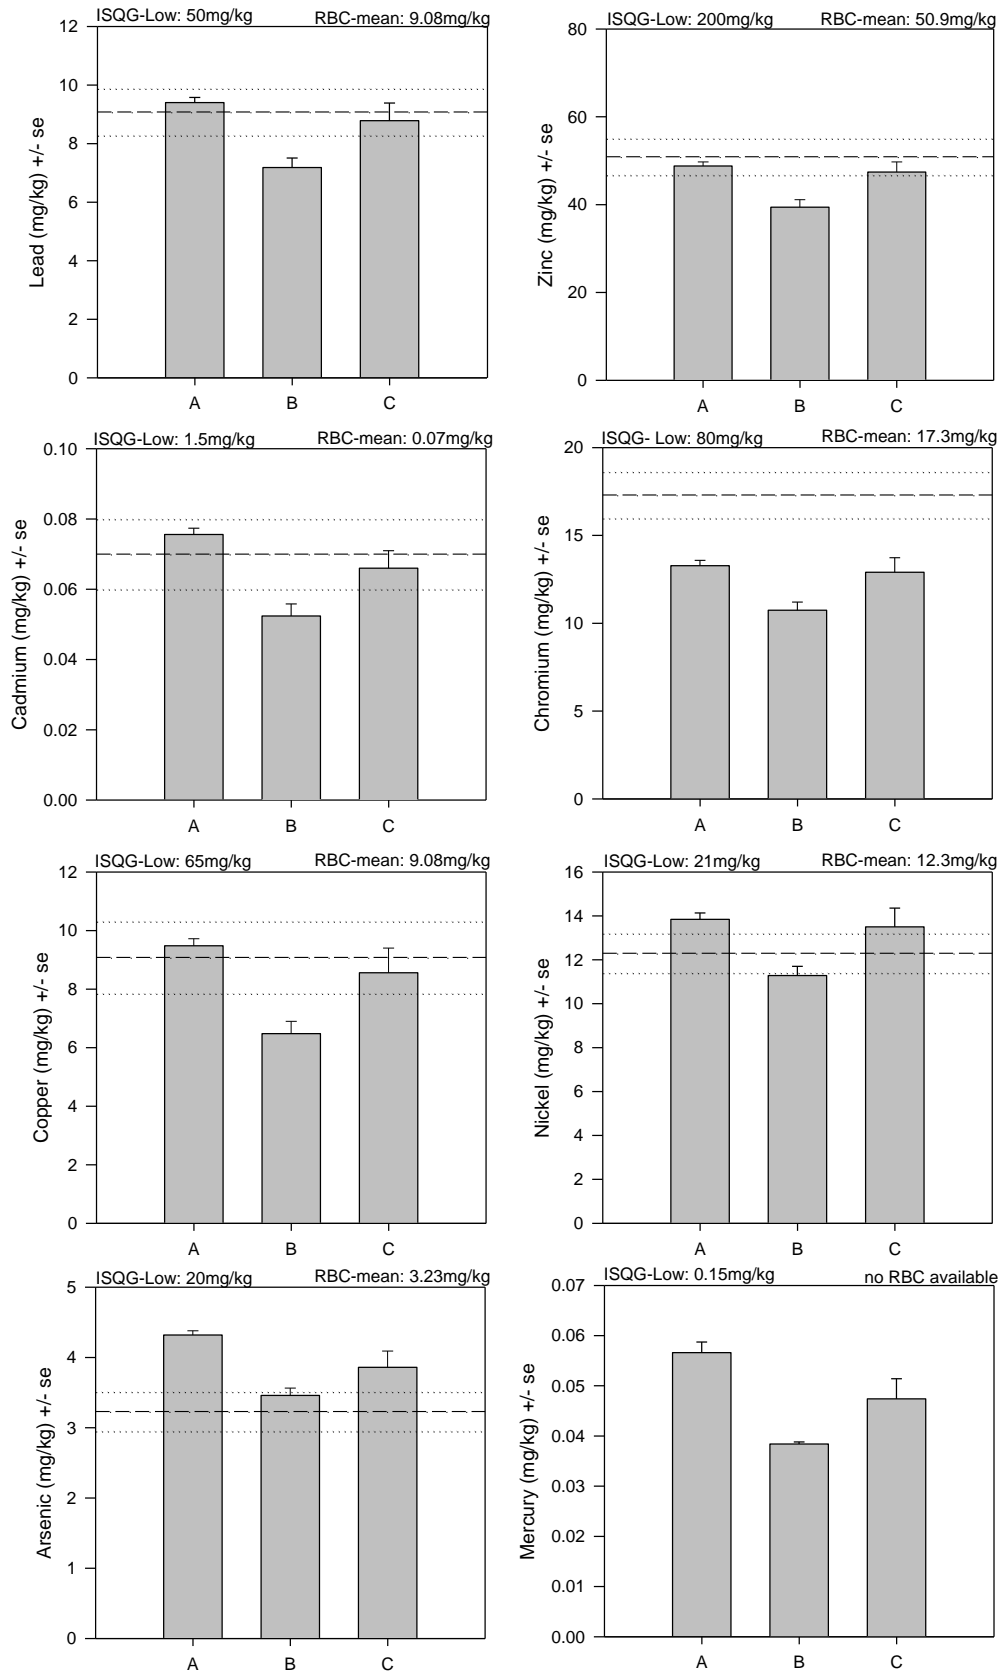 ISQG-Low: 50mg/kg RBC-mean: 9.08mg/kg
12
10
8
6
4
2
0
Lead (mg/kg) +/- se
A B C
ISQG-Low: 200mg/kg RBC-mean: 50.9mg/kg
80
60
40
20
0
Zinc (mg/kg) +/- se
A B C
ISQG-Low: 1.5mg/kg RBC-mean: 0.07mg/kg
0.10
0.08
0.06
0.04
0.02
0.00
Cadmium (mg/kg) +/- se
A B C
ISQG- Low: 80mg/kg RBC-mean: 17.3mg/kg
20
15
10
5
0
Chromium (mg/kg) +/- se
A B C
ISQG-Low: 65mg/kg RBC-mean: 9.08mg/kg
12
10
8
6
4
2
0
Copper (mg/kg) +/- se
A B C
ISQG-Low: 21mg/kg RBC-mean: 12.3mg/kg
16
14
12
10
8
6
4
2
0
Nickel (mg/kg) +/- se
A B C
ISQG-Low: 20mg/kg RBC-mean: 3.23mg/kg
5
4
3
2
1
0
Arsenic (mg/kg) +/- se
A B C
ISQG-Low: 0.15mg/kg no RBC available
0.07
0.06
0.05
0.04
0.03
0.02
0.01
0.00
Mercury (mg/kg) +/- se
A B C